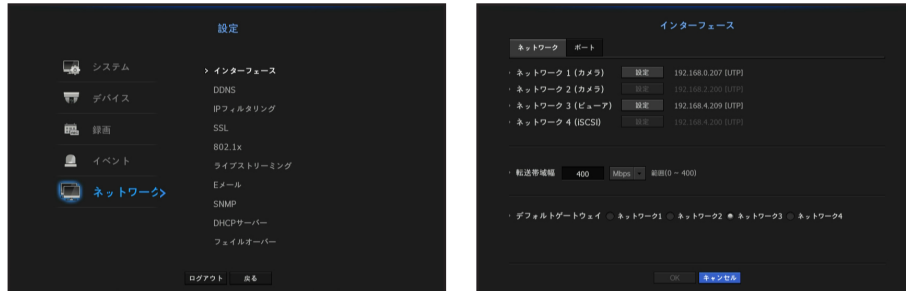 設定
システム
デバイス
録画
イベント
ネットワーク>
> インターフェース
DDNS
IPフィルタリング
SSL
802.1x
ライブストリーミング
Eメール
SNMP
DHCPサーバー
フェイルオーバー
ログアウト 戻る
インターフェース
ネットワーク ポート
・ネットワーク 1 (カメラ) 設定 192.168.0.207 [UTP]
・ネットワーク 2 (カメラ) 設定 192.168.2.200 [UTP]
・ネットワーク 3 (ビューア) 設定 192.168.4.209 [UTP]
・ネットワーク 4 (iSCSI) 設定 192.168.4.200 [UTP]
・転送帯域幅 400 Mbps 範囲(0 ~ 400)
・デフォルトゲートウェイ ネットワーク1 ネットワーク2 ネットワーク3 ネットワーク4
OK キャンセル